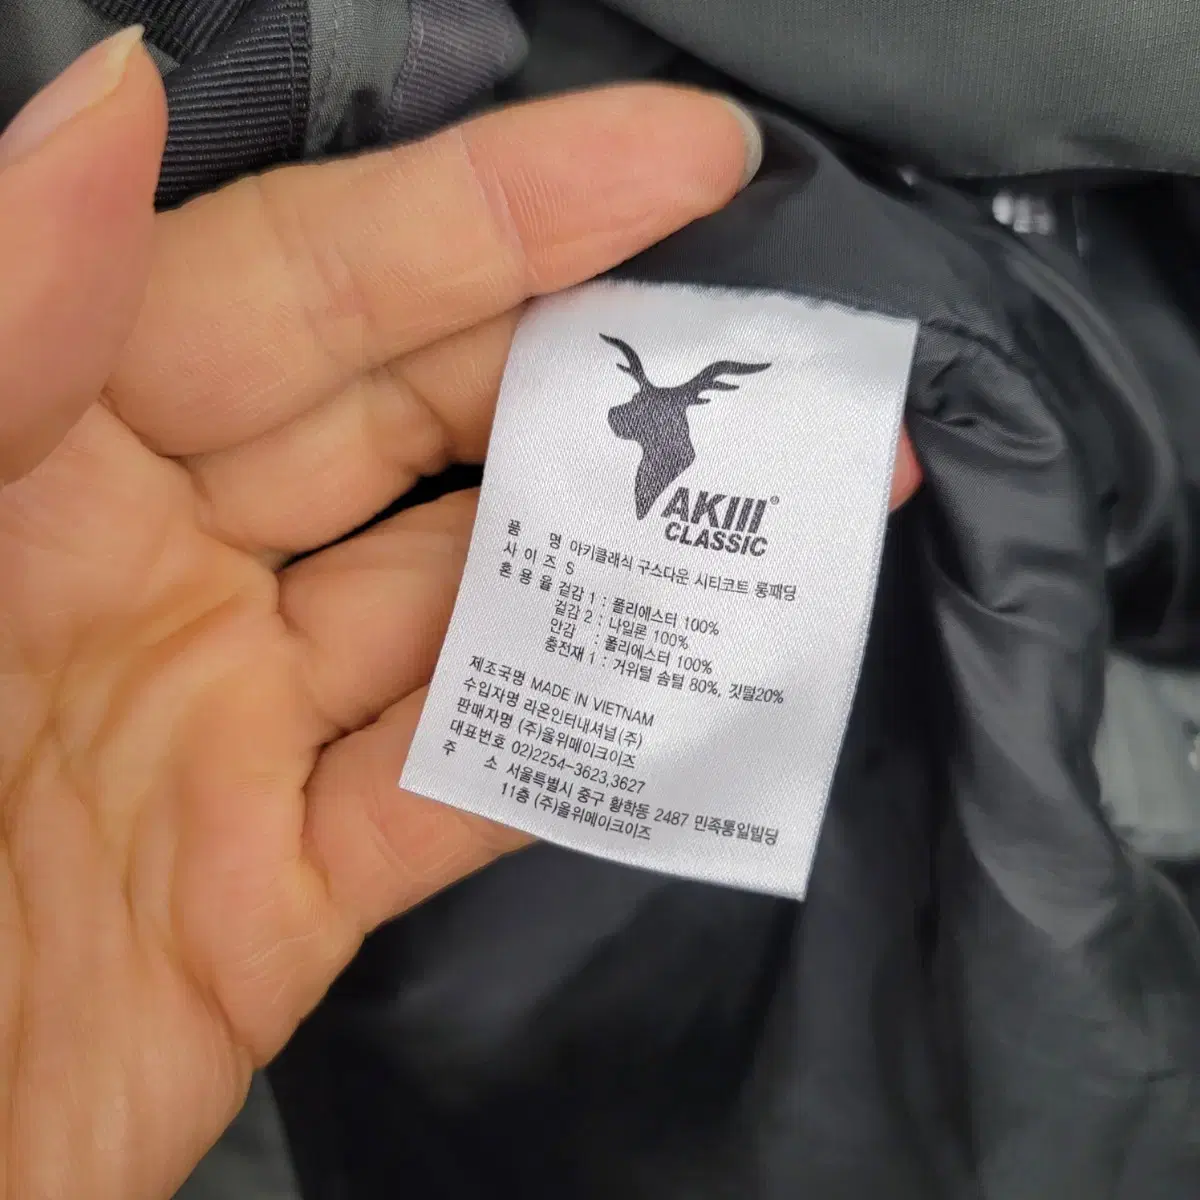 AKIII®
CLASSIC
품 명 아키클래식 구스다운 시티코트 롱패딩
사이즈 S
혼용율 겉감 1 : 폴리에스터 100%
겉감 2 : 나일론 100%
안감 : 폴리에스터 100%
충전재 1 : 거위털 솜털 80%, 깃털20%
제조국명 MADE IN VIETNAM
수입자명 라온인터내셔널(주)
판매자명 (주)올위메이크이즈
대표번호 02)2254-3623,3627
주 소 서울특별시 중구 황학동 2487 민족통일빌딩
11층 (주)올위메이크이즈